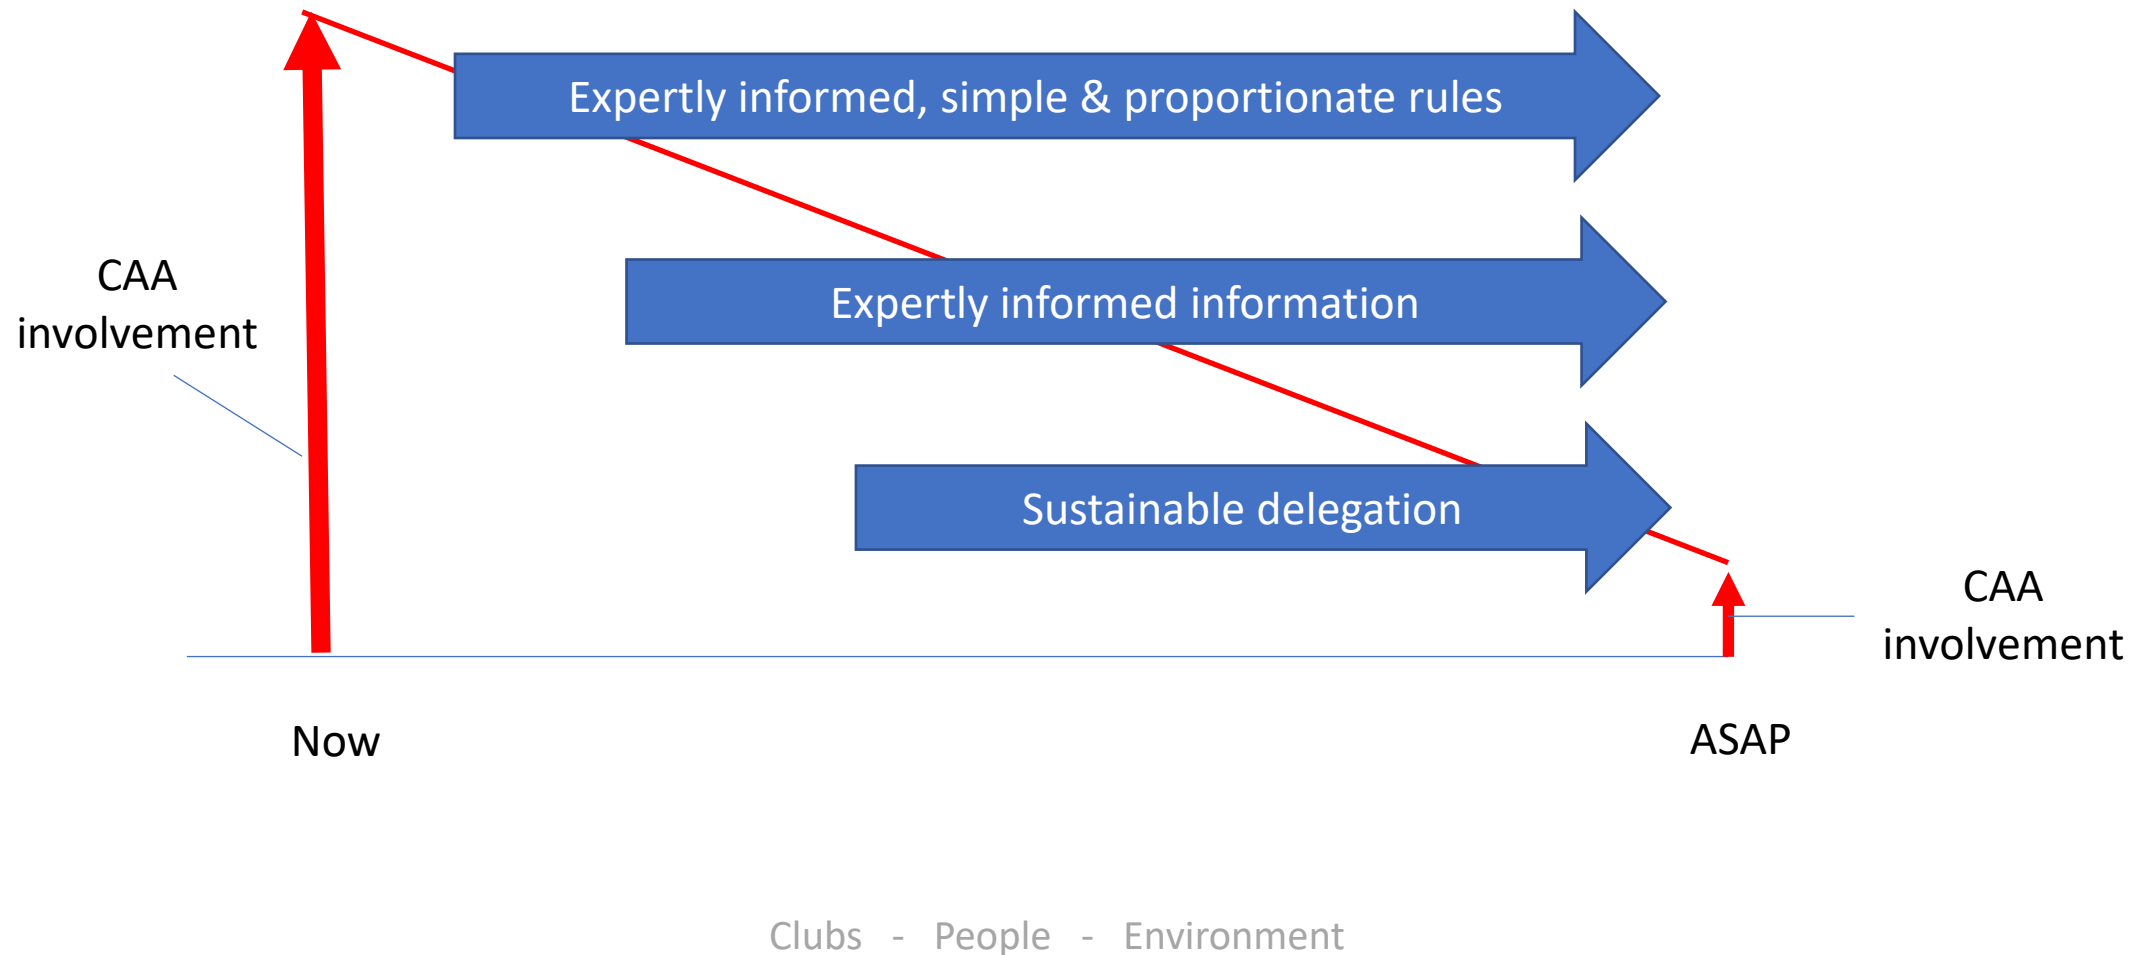 Expertly informed, simple & proportionate rules
CAA
involvement
Expertly informed information
Sustainable delegation
CAA
involvement
Now
ASAP
Clubs - People - Environment